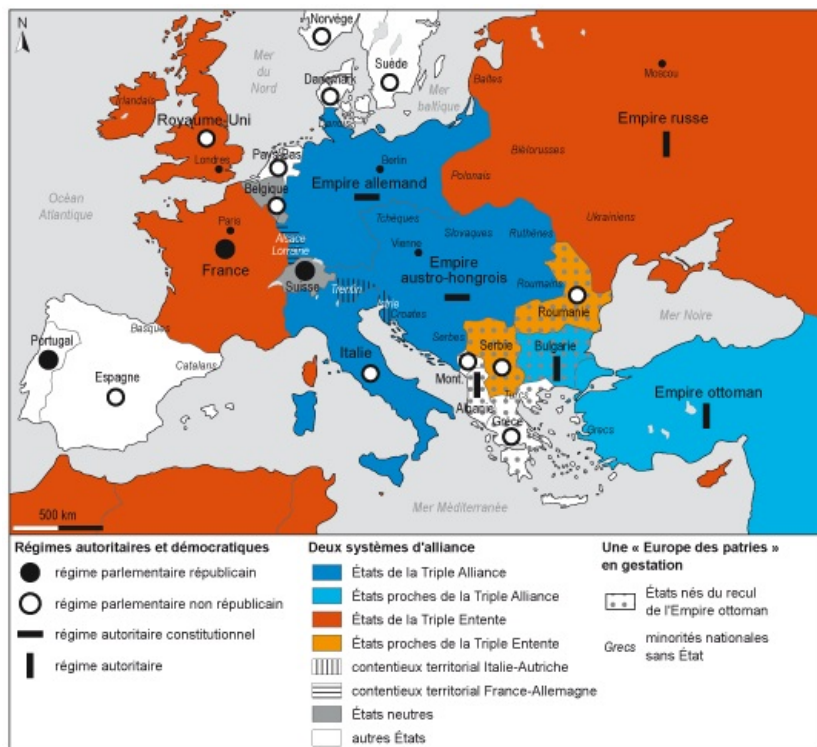 N
Norvège
Mer
du
Nord
Suède
Danemark
Mer
baltique
Baltes
Moscou
Irlandais
Royaume-Uni
Londres
Danois
Empire russe
Biélorusses
Pays-Bas
Berlin
Empire allemand
Polonais
Belgique
Océan
Atlantique
Paris
France
Alsace
Lorraine
Tchèques
Slovaques
Ruthènes
Ukrainiens
Vienne
Empire
austro-hongrois
Suisse
Trentin
Istrie
Croates
Roumains
Roumanie
Mer Noire
Basques
Catalans
Portugal
Espagne
Italie
Serbes
Serbie
Bulgarie
Mont.
Albanie
Grèce
Grecs
Empire ottoman
Mer Méditerranée
500 km
Régimes autoritaires et démocratiques
régime parlementaire républicain
régime parlementaire non républicain
régime autoritaire constitutionnel
régime autoritaire
Deux systèmes d'alliance
États de la Triple Alliance
États proches de la Triple Alliance
États de la Triple Entente
États proches de la Triple Entente
contentieux territorial Italie-Autriche
contentieux territorial France-Allemagne
États neutres
autres États
Une « Europe des patries »
en gestation
États nés du recul
de l'Empire ottoman
Grecs
minorités nationales
sans État